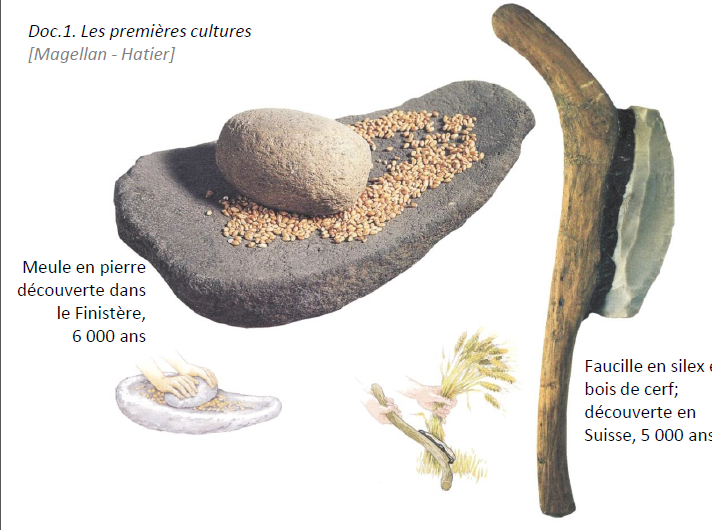 Doc.1. Les premières cultures
[Magellan - Hatier]
Meule en pierre
découverte dans
le Finistère,
6 000 ans
Faucille en silex e
bois de cerf;
découverte en
Suisse, 5 000 ans